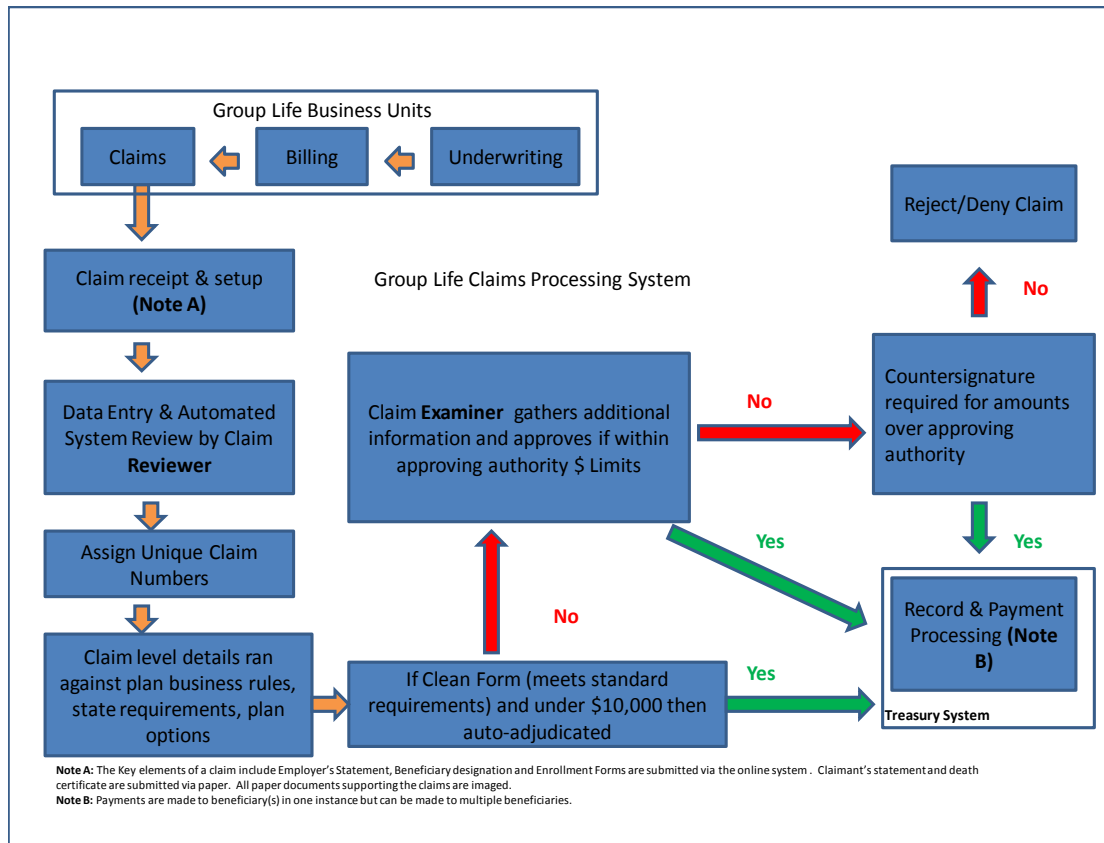 Group Life Business Units
Claims
Billing
Underwriting
Reject/Deny Claim
Claim receipt & setup
(Note A)
Group Life Claims Processing System
No
Data Entry & Automated
System Review by Claim
Reviewer
Claim Examiner gathers additional
information and approves if within
approving authority $ Limits
No
Countersignature
required for amounts
over approving
authority
Assign Unique Claim
Numbers
Yes
Yes
No
Record & Payment
Processing (Note
B)
Treasury System
Claim level details ran
against plan business rules,
state requirements, plan
options
If Clean Form (meets standard
requirements) and under $10,000 then
auto-adjudicated
Yes
Note A: The Key elements of a claim include Employer's Statement, Beneficiary designation and Enrollment Forms are submitted via the online system . Claimant's statement and death
certificate are submitted via paper. All paper documents supporting the claims are imaged.
Note B: Payments are made to beneficiary(s) in one instance but can be made to multiple beneficiaries.